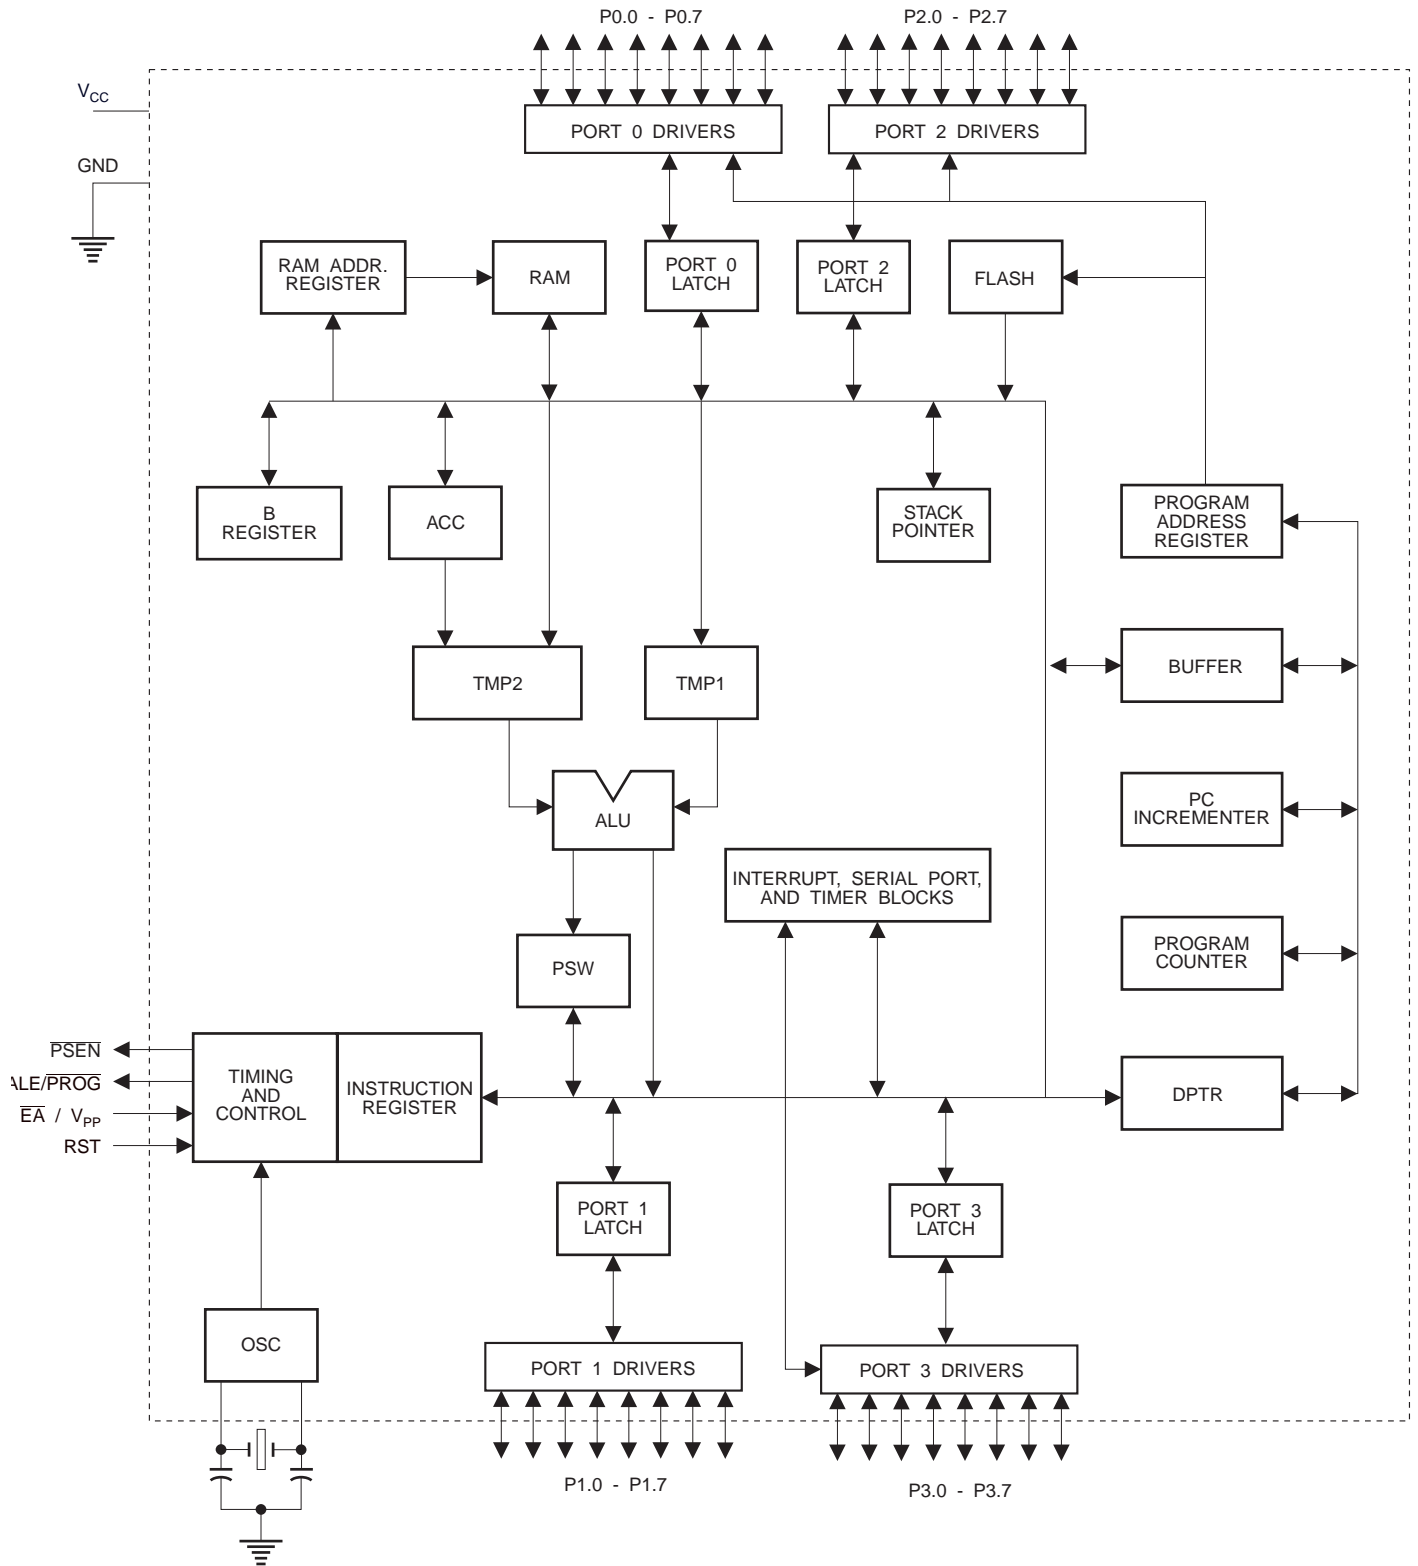 P0.0 - P0.7
P2.0 - P2.7
VCC
GND
PORT 0 DRIVERS
PORT 2 DRIVERS
RAM ADDR.
REGISTER
RAM
PORT 0
LATCH
PORT 2
LATCH
FLASH
B
REGISTER
ACC
STACK
POINTER
PROGRAM
ADDRESS
REGISTER
TMP2
TMP1
BUFFER
ALU
PC
INCREMENTER
INTERRUPT, SERIAL PORT,
AND TIMER BLOCKS
PSW
PROGRAM
COUNTER
PSEN
ALE/PROG
EA / VPP
RST
TIMING
AND
CONTROL
INSTRUCTION
REGISTER
DPTR
PORT 1
LATCH
PORT 3
LATCH
OSC
PORT 1 DRIVERS
PORT 3 DRIVERS
P1.0 - P1.7
P3.0 - P3.7